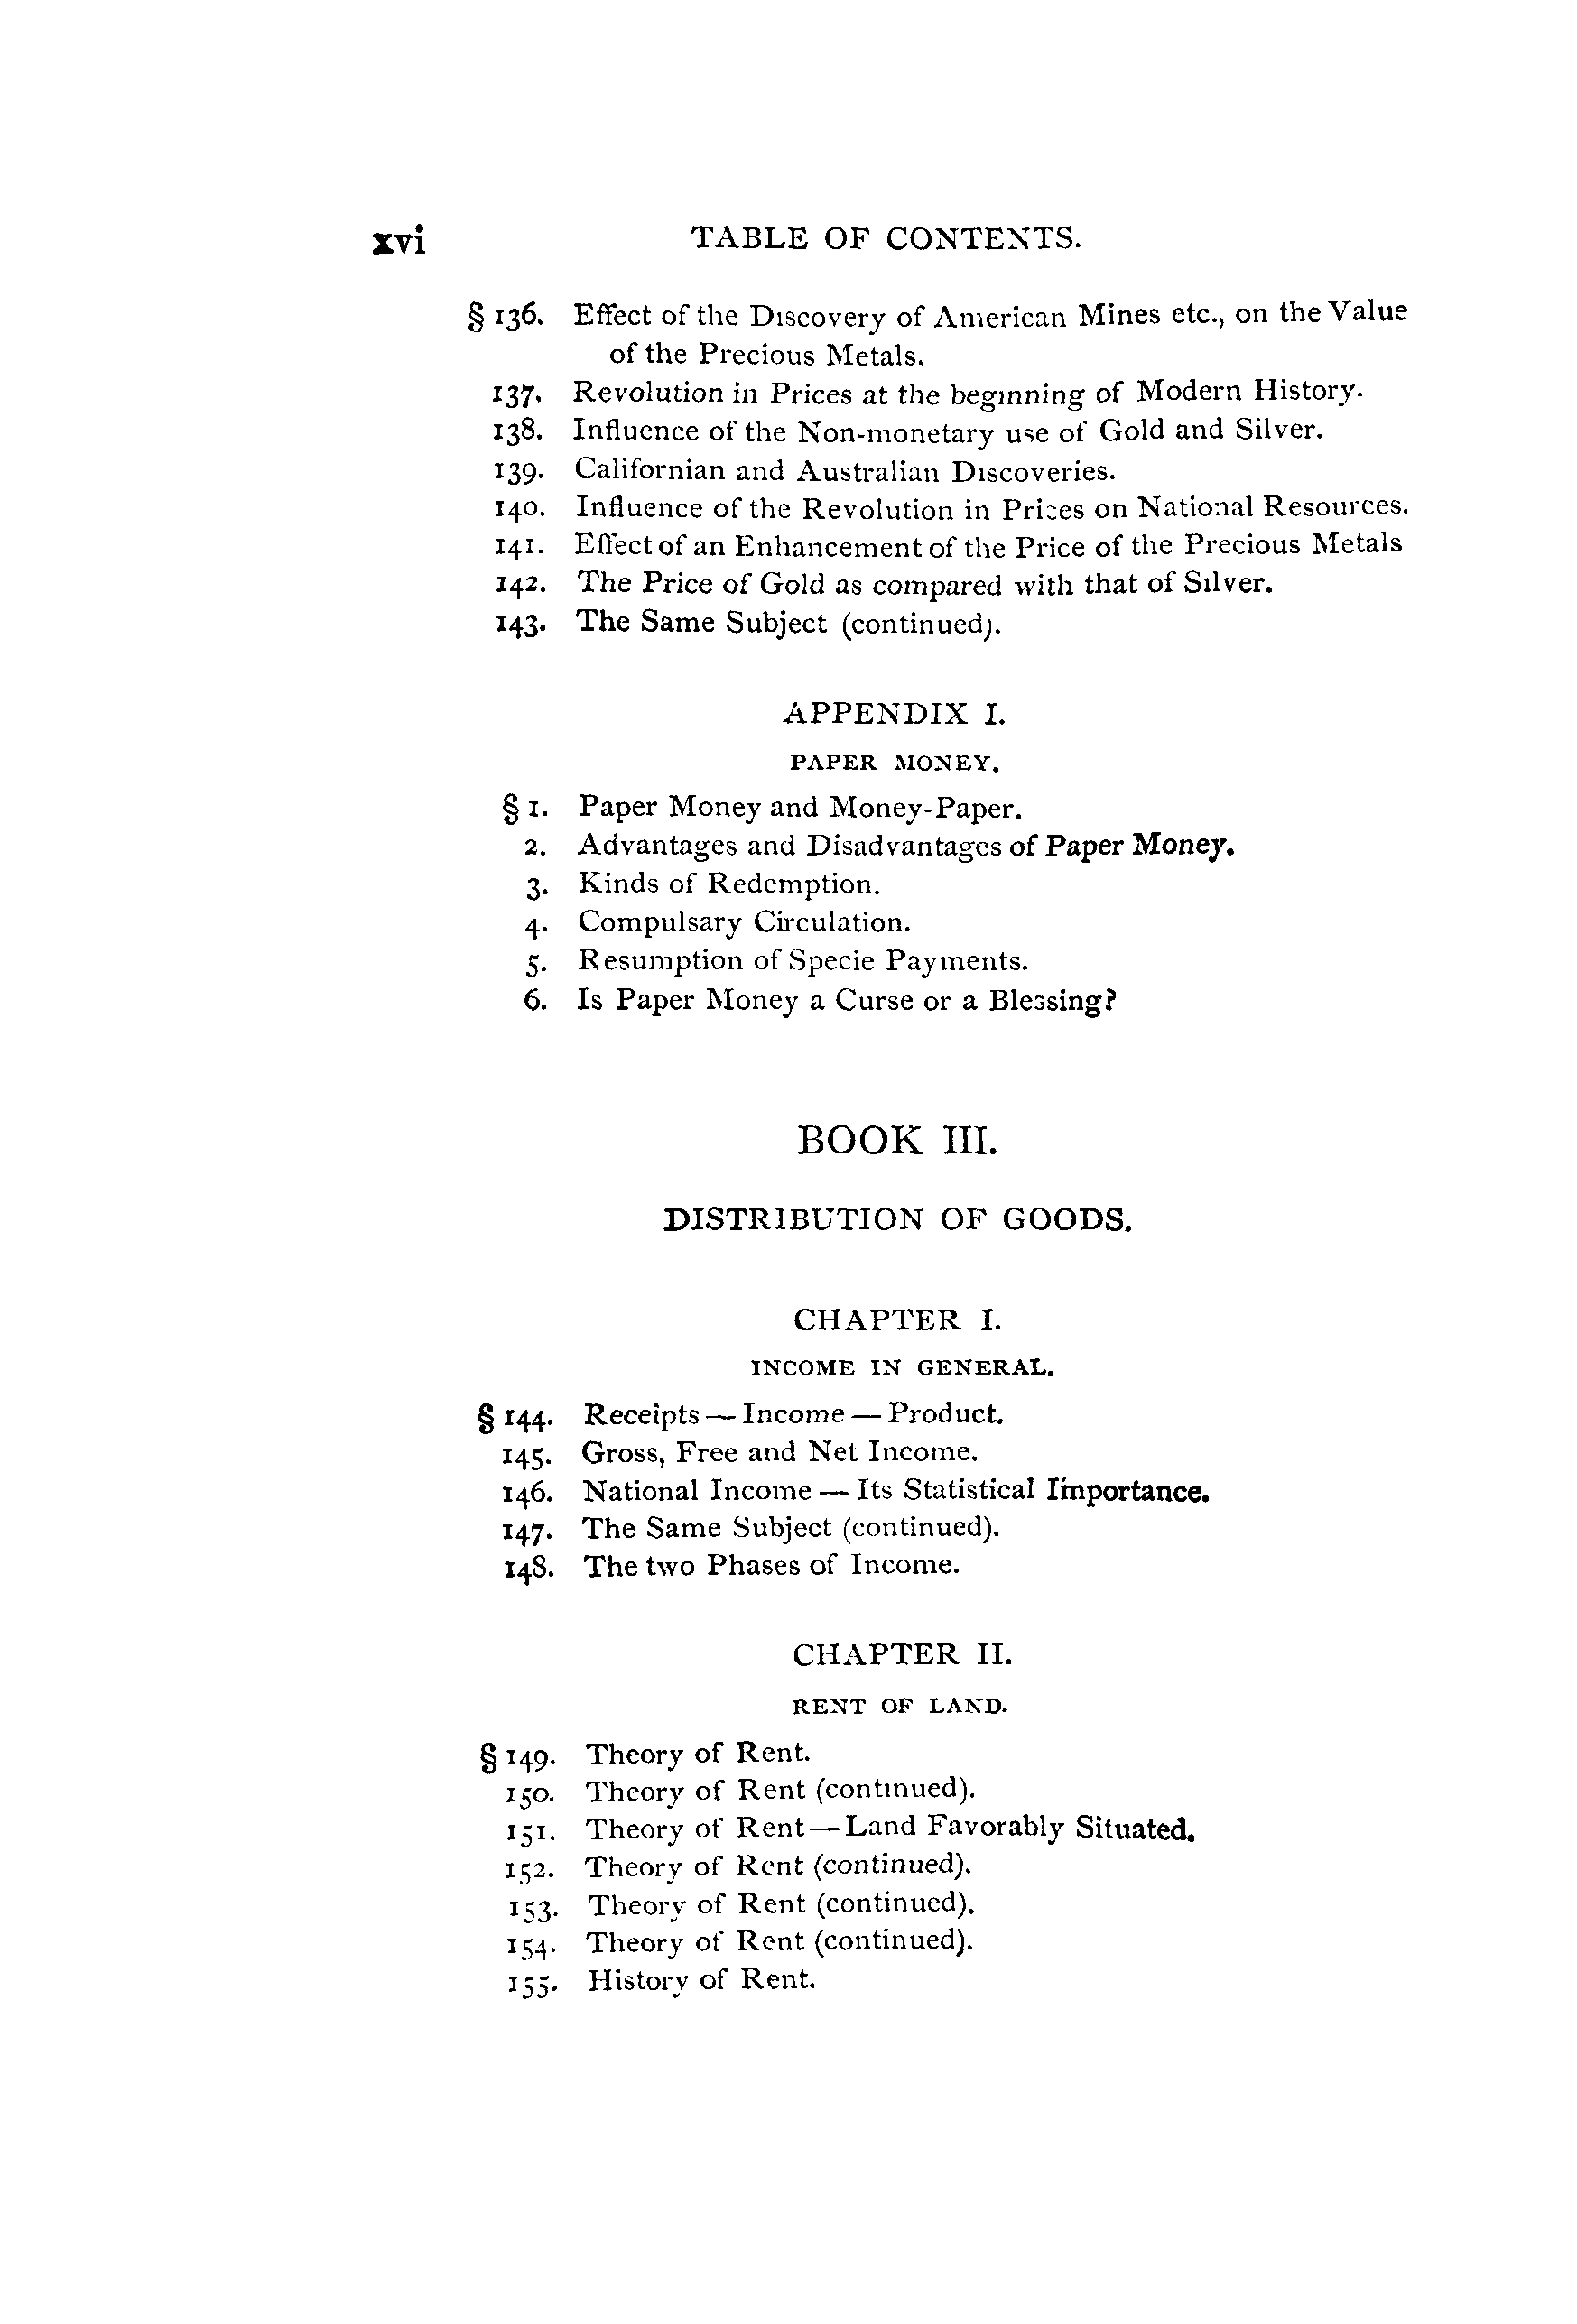 xvi TABLE OF CONTENTS.
§ 136. Effect of the Discovery of American Mines etc., on the Value
of the Precious Metals.
137. Revolution in Prices at the beginning of Modern History.
138. Influence of the Non-monetary use of Gold and Silver.
139. Californian and Australian Discoveries.
140. Influence of the Revolution in Prices on National Resources.
141. Effect of an Enhancement of the Price of the Precious Metals
142. The Price of Gold as compared with that of Silver.
143. The Same Subject (continued).
APPENDIX I.
PAPER MONEY.
§ 1. Paper Money and Money-Paper.
2. Advantages and Disadvantages of Paper Money.
3. Kinds of Redemption.
4. Compulsary Circulation.
5. Resumption of Specie Payments.
6. Is Paper Money a Curse or a Blessing?
BOOK III.
DISTRIBUTION OF GOODS.
CHAPTER I.
INCOME IN GENERAL.
§ 144. Receipts — Income — Product.
145. Gross, Free and Net Income.
146. National Income — Its Statistical Importance.
147. The Same Subject (continued).
148. The two Phases of Income.
CHAPTER II.
RENT OF LAND.
§ 149. Theory of Rent.
150. Theory of Rent (continued).
151. Theory of Rent — Land Favorably Situated.
152. Theory of Rent (continued).
153. Theory of Rent (continued).
154. Theory of Rent (continued).
155. History of Rent.